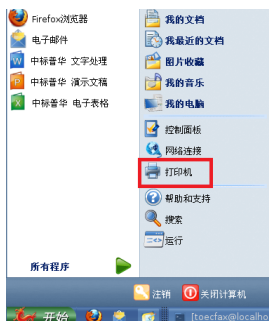 Firefox浏览器
电子邮件
中标普华 文字处理
中标普华 演示文稿
中标普华 电子表格
所有程序
我的文档
我最近的文档
图片收藏
我的音乐
我的电脑
控制面板
网络连接
打印机
帮助和支持
搜索
运行
注销
关闭计算机
开始
[toecfax@localho